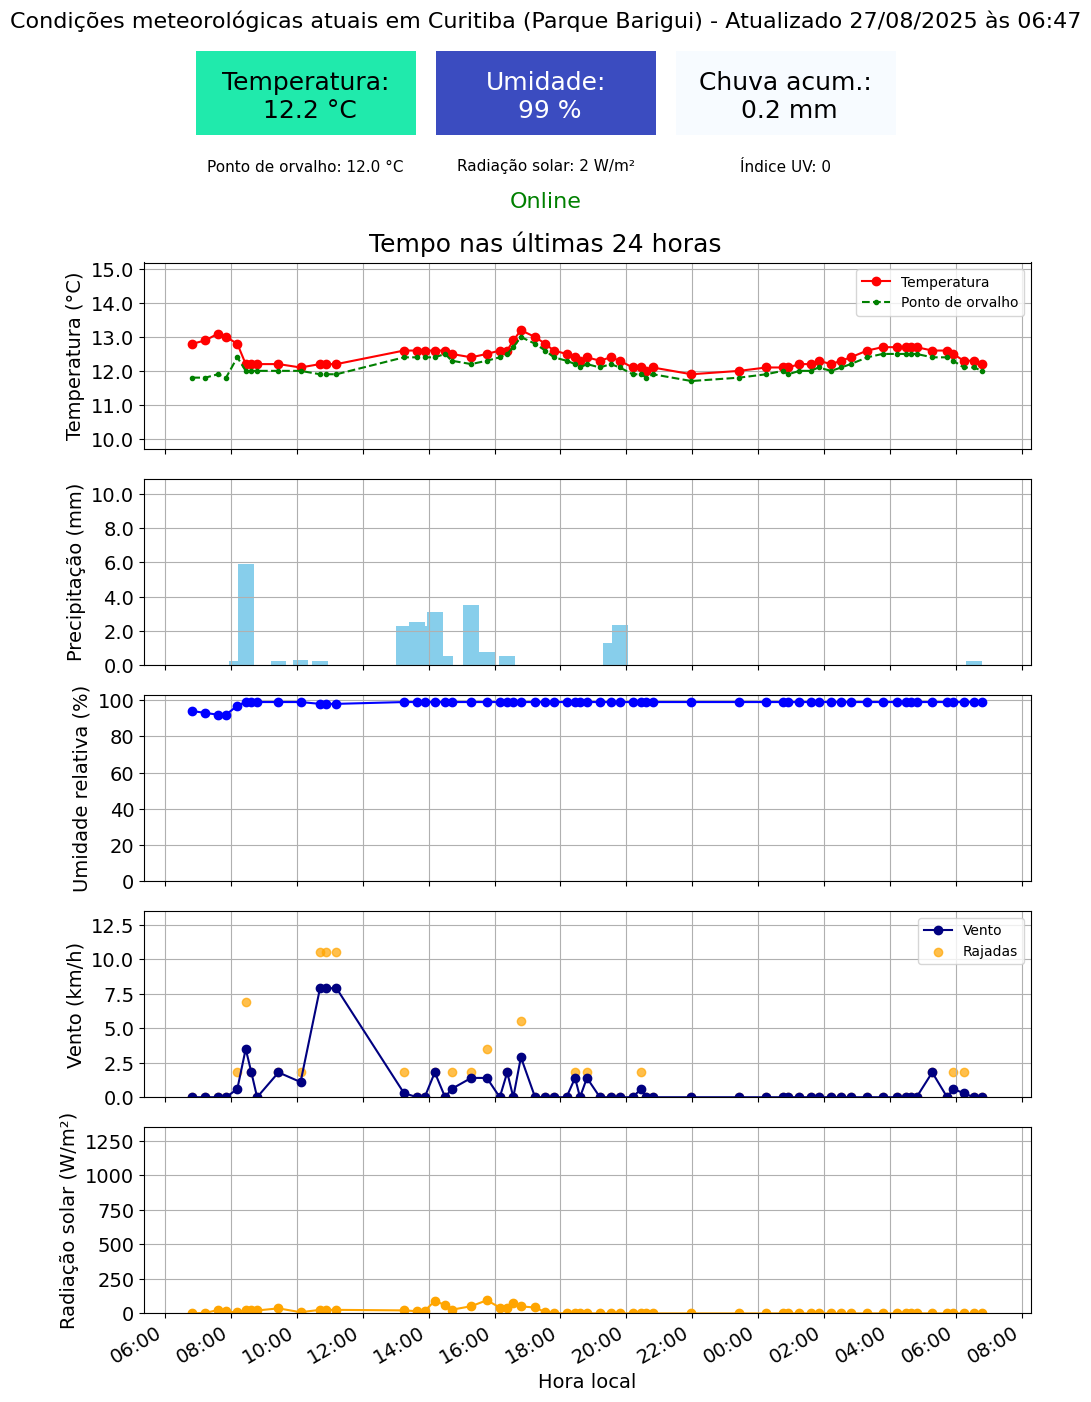 Condições meteorológicas atuais em Curitiba (Parque Barigui) - Atualizado 27/08/2025 às 06:47
Temperatura:
12.2 °C
Umidade:
99 %
Chuva acum.:
0.2 mm
Ponto de orvalho: 12.0 °C
Radiação solar: 2 W/m²
Índice UV: 0
Online
Tempo nas últimas 24 horas
Temperatura (°C)
15.0
14.0
13.0
12.0
11.0
10.0
Temperatura
Ponto de orvalho
Precipitação (mm)
10.0
8.0
6.0
4.0
2.0
0.0
Umidade relativa (%)
100
80
60
40
20
0
Vento (km/h)
12.5
10.0
7.5
5.0
2.5
0.0
Vento
Rajadas
Radiação solar (W/m²)
1250
1000
750
500
250
0
06:00
08:00
10:00
12:00
14:00
16:00
18:00
20:00
22:00
00:00
02:00
04:00
06:00
08:00
Hora local